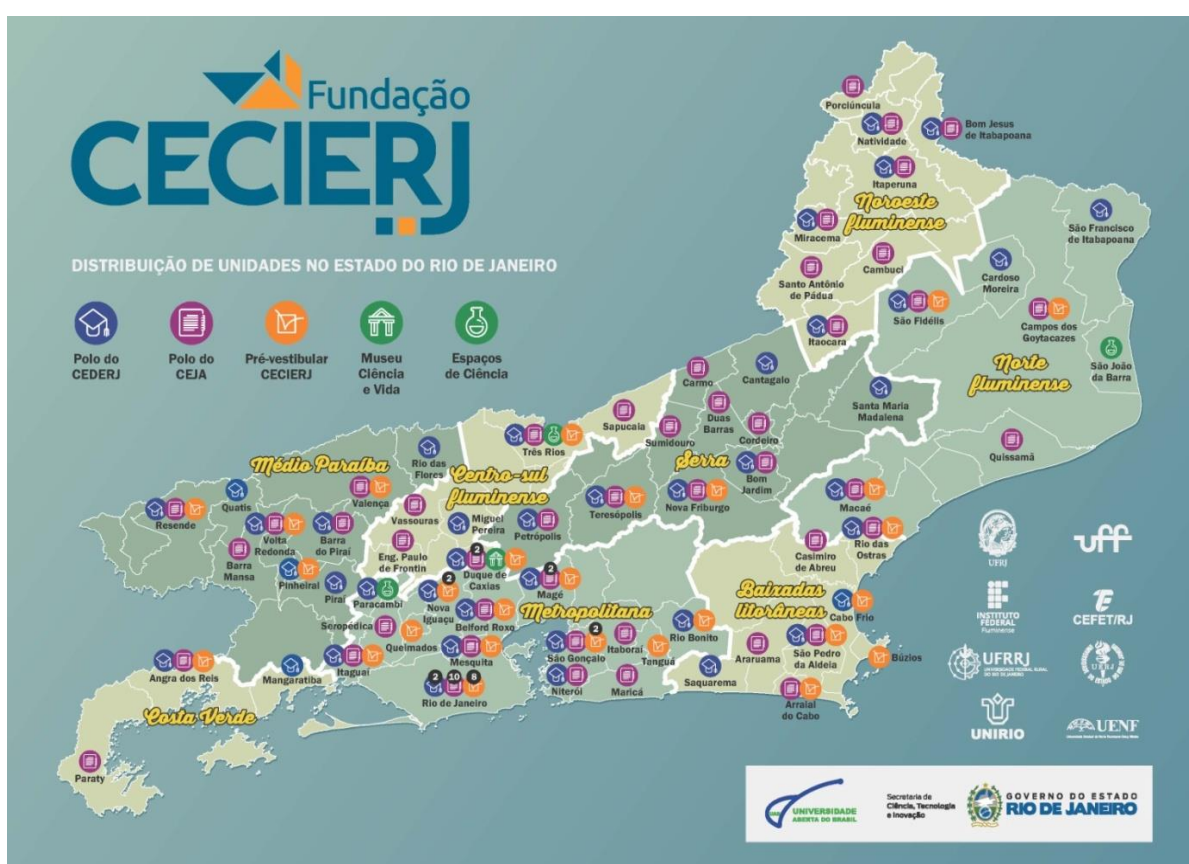 Fundação
CECIERJ
DISTRIBUIÇÃO DE UNIDADES NO ESTADO DO RIO DE JANEIRO
Polo do
CEDERJ
Polo do
CEJA
Pré-vestibular
CECIERJ
Museu
Ciência
e Vida
Espaços
de Ciência
Porciúncula
Natividade
Bom Jesus
de Itabapoana
Itaperuna
Noroeste
fluminense
Miracema
Cambuci
Santo Antônio
de Pádua
Itaocara
São Francisco
de Itabapoana
Cardoso
Moreira
São Fidélis
Campos dos
Goytacazes
São João
da Barra
Norte
fluminense
Santa Maria
Madalena
Quissamã
Macaé
Carmo
Cantagalo
Duas
Barras
Cordeiro
Sumidouro
Serra
Bom
Jardim
Nova Friburgo
Teresópolis
Petrópolis
Sapucaia
Três Rios
Centro-sul
fluminense
Miguel
Pereira
Vassouras
Eng. Paulo
de Frontin
Rio das
Flores
Médio Paraíba
Valença
Quatis
Resende
Volta
Redonda
Barra
do Piraí
Barra
Mansa
Pinheiral
Piraí
Paracambi
2
Duque de
Caxias
2
Magé
2
Nova
Iguaçu
Belford Roxo
Metropolitana
Seropédica
Queimados
Mesquita
2
São Gonçalo
Itaboraí
Tanguá
Rio Bonito
Niterói
Maricá
2
10
8
Rio de Janeiro
Itaguaí
Mangaratiba
Angra dos Reis
Costa Verde
Paraty
Casimiro
de Abreu
Rio das
Ostras
Baixadas
litorâneas
Cabo Frio
Araruama
São Pedro
da Aldeia
Búzios
Saquarema
Arraial
do Cabo
UFRJ
uff
INSTITUTO
FEDERAL
Fluminense
CEFET/RJ
UFRRJ
UERJ
UNIRIO
UENF
UAB
UNIVERSIDADE
ABERTA DO BRASIL
Secretaria de
Ciência, Tecnologia
e Inovação
GOVERNO DO ESTADO
RIO DE JANEIRO